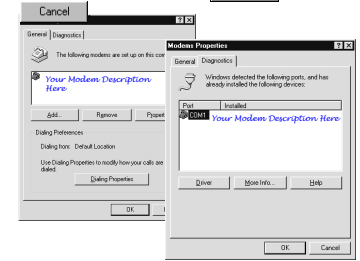 Cancel
General Diagnostics
The following modems are set up on this
Your Modem Description
Here
Add... Remove
Dialing Preferences
Dialing from: Default Location
Use Dialing Properties to modify how your calls are
dialed.
Dialing Properties
OK
Modems Properties
General Diagnostics
Windows detected the following ports, and has
already installed the following devices:
Port Installed
COM1 Your Modem Description Here
Driver More Info... Help
OK Cancel